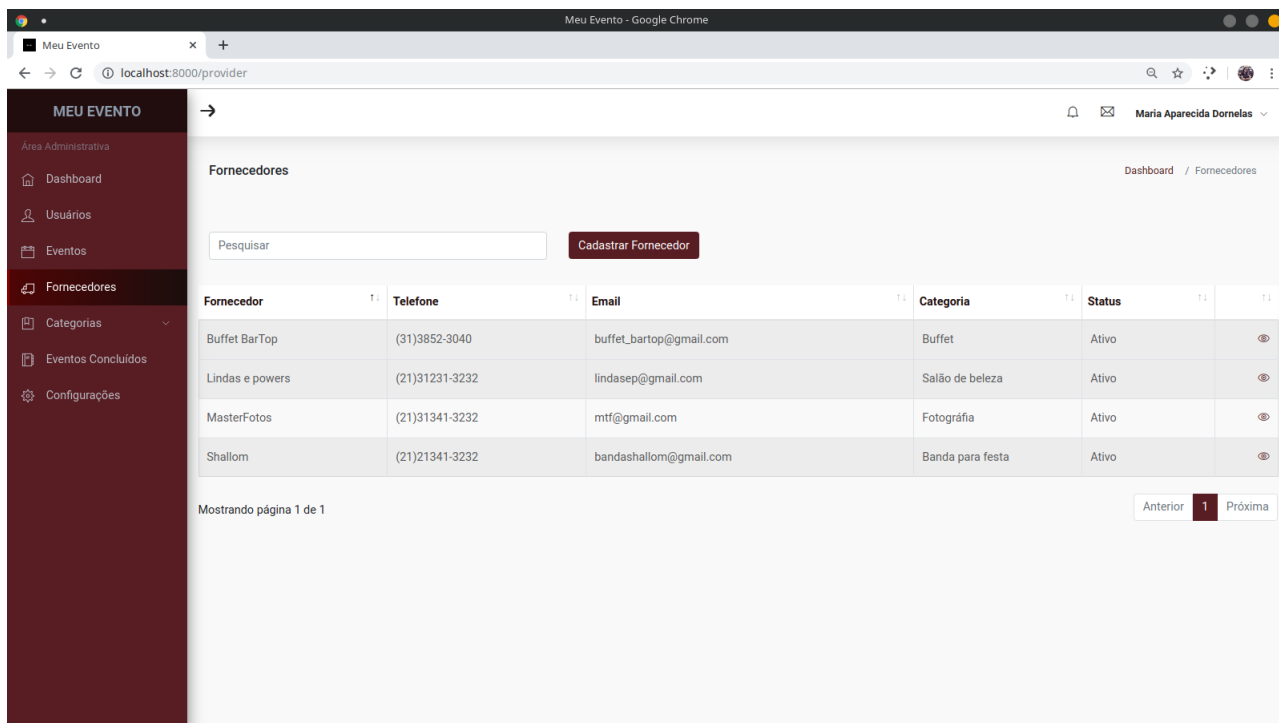 Meu Evento - Google Chrome
Meu Evento
localhost:8000/provider
MEU EVENTO
Maria Aparecida Dornelas
Área Administrativa
Dashboard
Usuários
Eventos
Fornecedores
Categorias
Eventos Concluídos
Configurações
Fornecedores
Dashboard / Fornecedores
Pesquisar
Cadastrar Fornecedor
Fornecedor Telefone Email Categoria Status
Buffet BarTop (31)3852-3040 buffet_bartop@gmail.com Buffet Ativo
Lindas e powers (21)31231-3232 lindasep@gmail.com Salão de beleza Ativo
MasterFotos (21)31341-3232 mtf@gmail.com Fotográfia Ativo
Shallom (21)21341-3232 bandashallom@gmail.com Banda para festa Ativo
Mostrando página 1 de 1
Anterior 1 Próxima